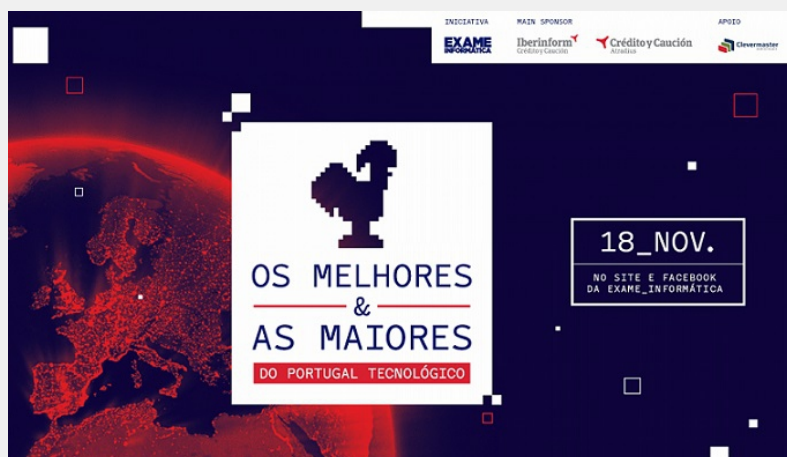 INICIATIVA
MAIN SPONSOR
APOIO
EXAME
INFORMÁTICA
Iberinform
Crédito y Caución
Crédito y Caución
Atradius
Clevermaster
OS MELHORES
&
AS MAIORES
DO PORTUGAL TECNOLÓGICO
18_NOV.
NO SITE E FACEBOOK
DA EXAME_INFORMÁTICA